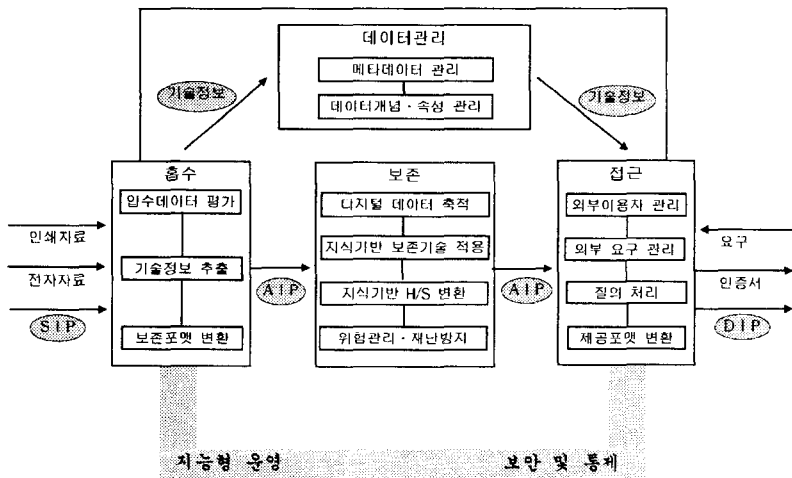 데이터관리
메타데이터 관리
데이터개념·속성 관리
기술정보
기술정보
흡수
입수데이터 평가
기술정보 추출
보존포맷 변환
인쇄자료
전자자료
SIP
AIP
보존
디지털 데이터 축적
지식기반 보존기술 적용
지식기반 H/S 변환
위험관리·재난방지
AIP
접근
외부이용자 관리
외부 요구 관리
질의 처리
제공포맷 변환
요구
인증서
DIP
지능형 운영
보안 및 통제